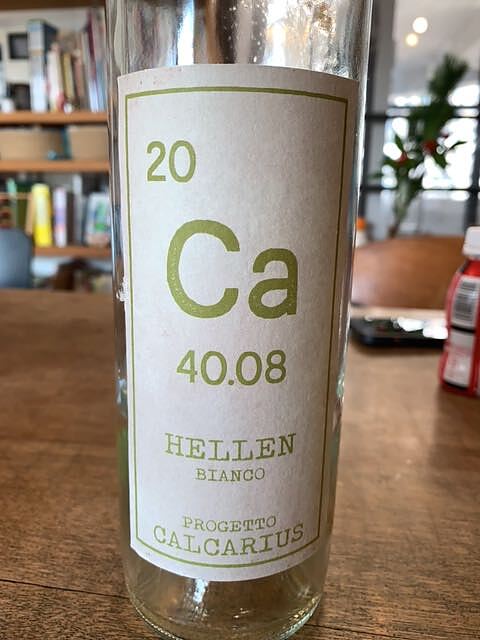 20
Ca
40.08
HELLEN
BIANCO
PROGETTO
CALCARIUS